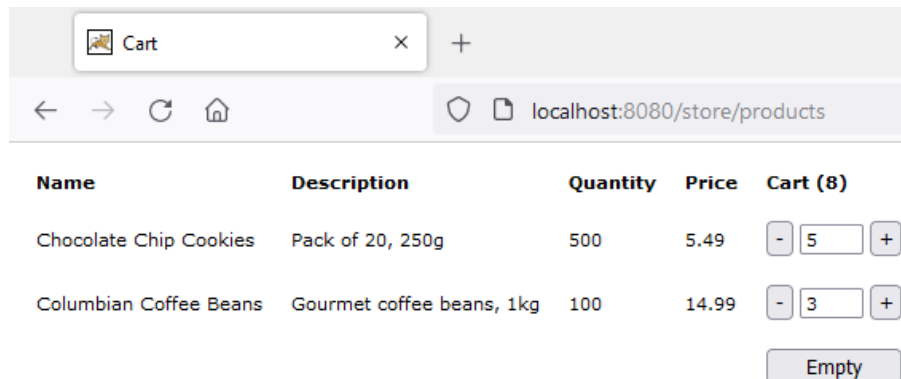 Cart
localhost:8080/store/products
Name Description Quantity Price Cart (8)
Chocolate Chip Cookies Pack of 20, 250g 500 5.49 - 5 +
Columbian Coffee Beans Gourmet coffee beans, 1kg 100 14.99 - 3 +
Empty